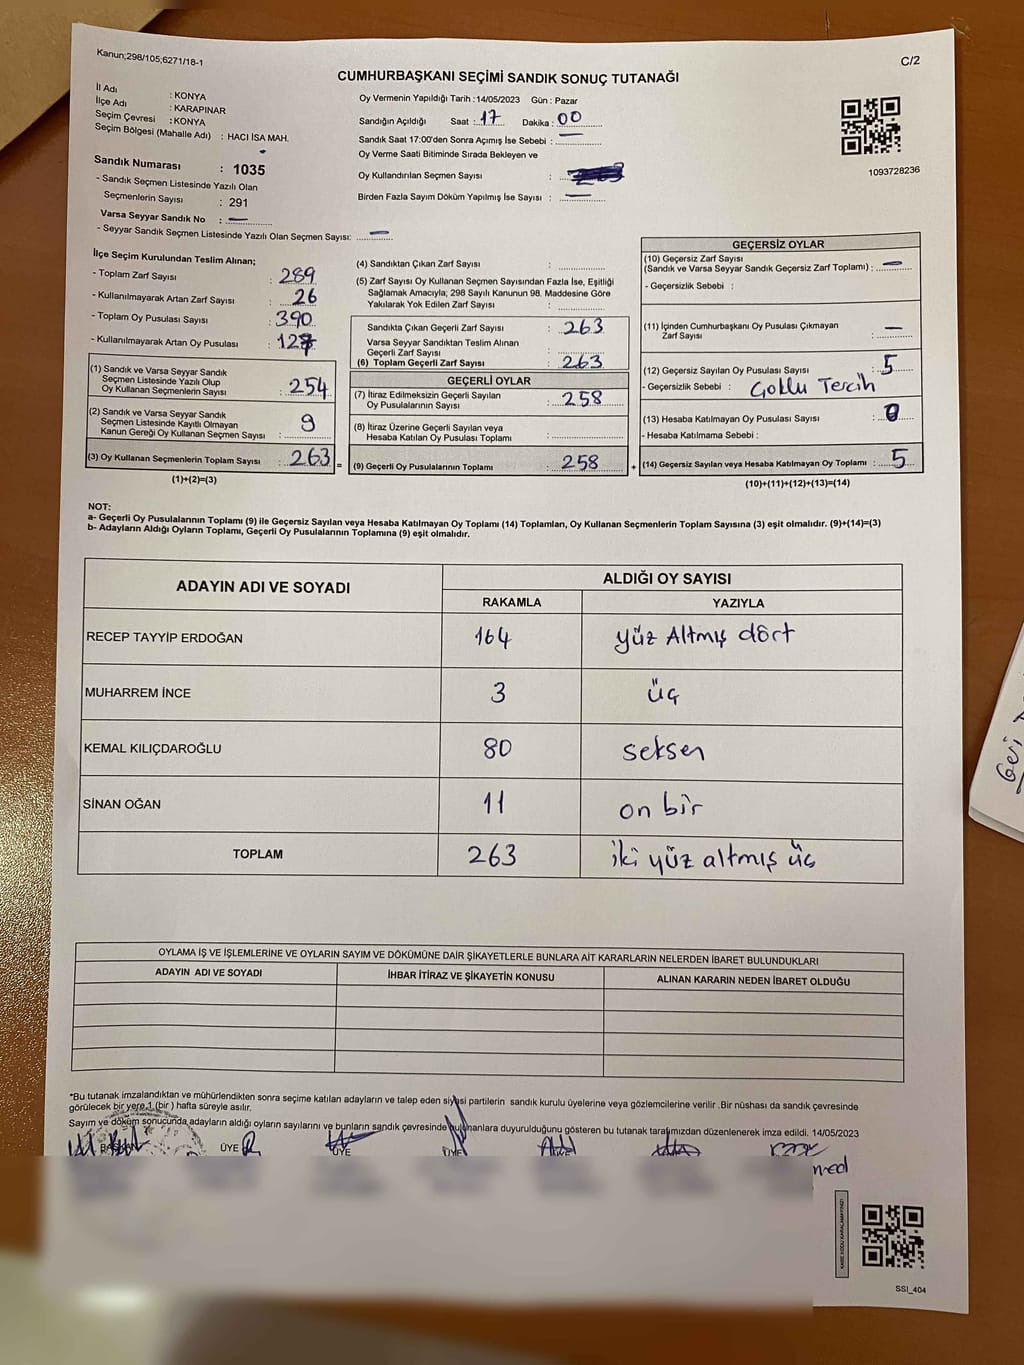 Kanun;298/105;6271/18-1
C/2
CUMHURBAŞKANI SEÇİMİ SANDIK SONUÇ TUTANAĞI
İl Adı : KONYA
İlçe Adı : KARAPINAR
Seçim Çevresi : KONYA
Seçim Bölgesi (Mahalle Adı) : HACI İSA MAH.
Sandık Numarası : 1035
- Sandık Seçmen Listesinde Yazılı Olan
Seçmenlerin Sayısı : 291
Varsa Seyyar Sandık No : —
- Seyyar Sandık Seçmen Listesinde Yazılı Olan Seçmen Sayısı: —
Oy Vermenin Yapıldığı Tarih :14/05/2023 Gün : Pazar
Sandığın Açıldığı Saat : 17 Dakika : 00
Sandık Saat 17:00'den Sonra Açımış İse Sebebi : —
Oy Verme Saati Bitiminde Sırada Bekleyen ve
Oy Kullandırılan Seçmen Sayısı :
Birden Fazla Sayım Döküm Yapılmış İse Sayısı : —
1093728236
İlçe Seçim Kurulundan Teslim Alınan;
- Toplam Zarf Sayısı : 289
- Kullanılmayarak Artan Zarf Sayısı : 26
- Toplam Oy Pusulası Sayısı : 390
- Kullanılmayarak Artan Oy Pusulası : 127
(1) Sandık ve Varsa Seyyar Sandık
Seçmen Listesinde Yazılı Olup
Oy Kullanan Seçmenlerin Sayısı : 254
(2) Sandık ve Varsa Seyyar Sandık
Seçmen Listesinde Kayıtlı Olmayan
Kanun Gereği Oy Kullanan Seçmen Sayısı : 9
(3) Oy Kullanan Seçmenlerin Toplam Sayısı : 263 =
(1)+(2)=(3)
(4) Sandıktan Çıkan Zarf Sayısı :
(5) Zarf Sayısı Oy Kullanan Seçmen Sayısından Fazla İse, Eşitliği
Sağlamak Amacıyla; 298 Sayılı Kanunun 98. Maddesine Göre
Yakılarak Yok Edilen Zarf Sayısı :
Sandıkta Çıkan Geçerli Zarf Sayısı : 263
Varsa Seyyar Sandıktan Teslim Alınan
Geçerli Zarf Sayısı :
(6) Toplam Geçerli Zarf Sayısı : 263
GEÇERLİ OYLAR
(7) İtiraz Edilmeksizin Geçerli Sayılan
Oy Pusulalarının Sayısı : 258
(8) İtiraz Üzerine Geçerli Sayılan veya
Hesaba Katılan Oy Pusulası Toplamı :
(9) Geçerli Oy Pusulalarının Toplamı : 258 +
GEÇERSİZ OYLAR
(10) Geçersiz Zarf Sayısı
(Sandık ve Varsa Seyyar Sandık Geçersiz Zarf Toplamı) : —
- Geçersizlik Sebebi :
(11) İçinden Cumhurbaşkanı Oy Pusulası Çıkmayan
Zarf Sayısı : —
(12) Geçersiz Sayılan Oy Pusulası Sayısı : 5
- Geçersizlik Sebebi : Çoklu Tercih
(13) Hesaba Katılmayan Oy Pusulası Sayısı : 0
- Hesaba Katılmama Sebebi :
(14) Geçersiz Sayılan veya Hesaba Katılmayan Oy Toplamı : 5
(10)+(11)+(12)+(13)=(14)
NOT:
a- Geçerli Oy Pusulalarının Toplamı (9) ile Geçersiz Sayılan veya Hesaba Katılmayan Oy Toplamı (14) Toplamları, Oy Kullanan Seçmenlerin Toplam Sayısına (3) eşit olmalıdır. (9)+(14)=(3)
b- Adayların Aldığı Oyların Toplamı, Geçerli Oy Pusulalarının Toplamına (9) eşit olmalıdır.
ADAYIN ADI VE SOYADI ALDIĞI OY SAYISI
RAKAMLA YAZIYLA
RECEP TAYYİP ERDOĞAN 164 yüz Altmış dört
MUHARREM İNCE 3 üç
KEMAL KILIÇDAROĞLU 80 seksen
SİNAN OĞAN 11 on bir
TOPLAM 263 iki yüz altmış üç
OYLAMA İŞ VE İŞLEMLERİNE VE OYLARIN SAYIM VE DÖKÜMÜNE DAİR ŞİKAYETLERLE BUNLARA AİT KARARLARIN NELERDEN İBARET BULUNDUKLARI
ADAYIN ADI VE SOYADI İHBAR İTİRAZ VE ŞİKAYETİN KONUSU ALINAN KARARIN NEDEN İBARET OLDUĞU
*Bu tutanak imzalandıktan ve mühürlendikten sonra seçime katılan adayların ve talep eden siyasi partilerin sandık kurulu üyelerine veya gözlemcilerine verilir .Bir nüshası da sandık çevresinde
görülecek bir yere 1 (bir ) hafta süreyle asılır.
Sayım ve döküm sonucunda adayların aldığı oyların sayılarını ve bunların sandık çevresinde bulunanlara duyurulduğunu gösteren bu tutanak tarafımızdan düzenlenerek imza edildi. 14/05/2023
BAŞKAN ÜYE ÜYE ÜYE
SSI_404